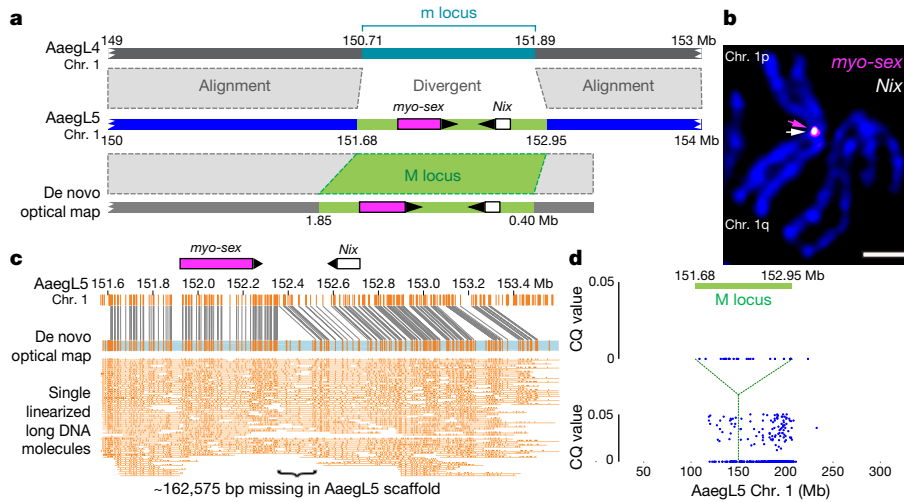 a
m locus
AaegL4
Chr. 1
149
150.71
151.89
153 Mb
Alignment
Divergent
Alignment
myo-sex
Nix
AaegL5
Chr. 1
150
151.68
152.95
154 Mb
M locus
De novo
optical map
1.85
0.40 Mb
b
Chr. 1p
myo-sex
Nix
Chr. 1q
c
myo-sex
Nix
AaegL5
Chr. 1
151.6 151.8 152.0 152.2 152.4 152.6 152.8 153.0 153.2 153.4 Mb
De novo
optical map
Single
linearized
long DNA
molecules
~162,575 bp missing in AaegL5 scaffold
d
151.68 152.95 Mb
M locus
CQ value
0.05
0
CQ value
0.05
0
50 100 150 200 250 300
AaegL5 Chr. 1 (Mb)